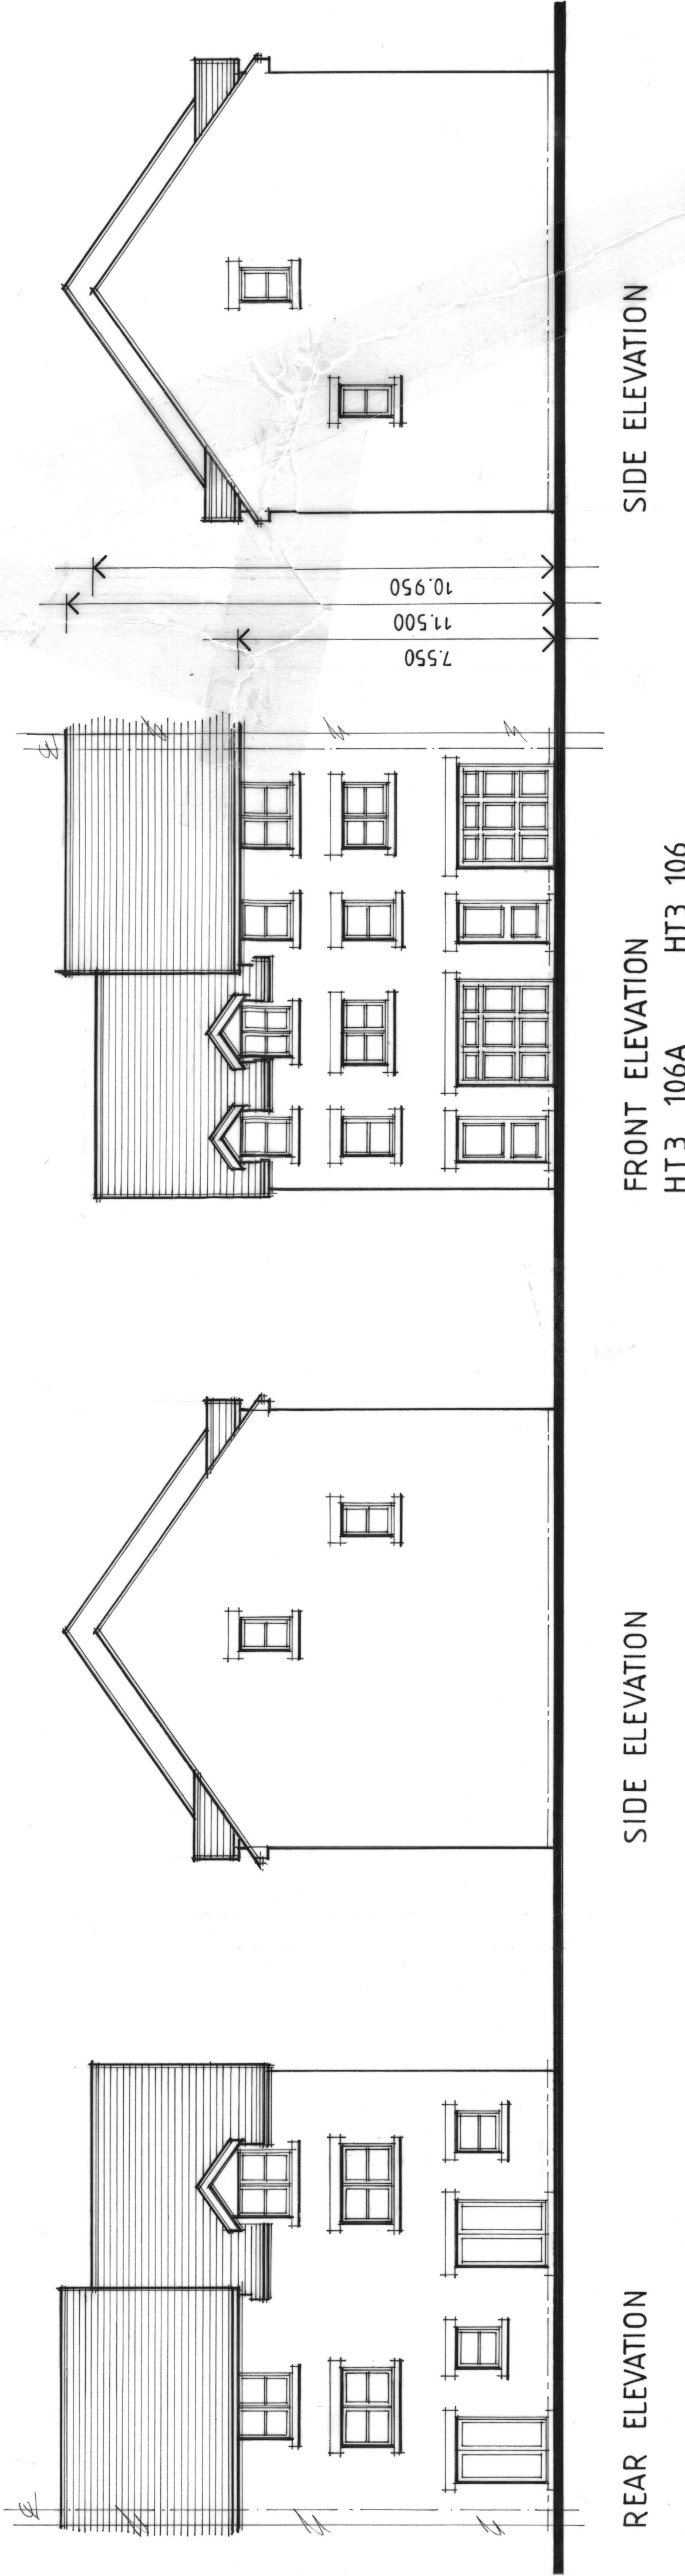 REAR ELEVATION
SIDE ELEVATION
FRONT ELEVATION
HT3 106A HT3 106
SIDE ELEVATION
7.550
11.500
10.950